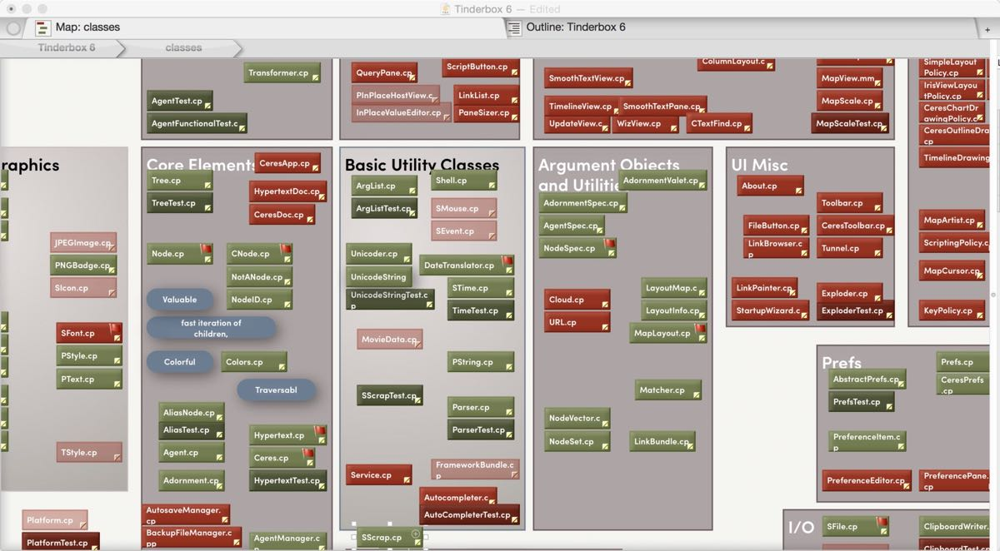 Tinderbox 6 — Edited
Map: classes
Outline: Tinderbox 6
+
Tinderbox 6
classes
Transformer.cp
AgentTest.cp
AgentFunctionalTest.c
QueryPane.cp
ScriptButton.cp
PInPlaceHostView.c
LinkList.cp
InPlaceValueEditor.cp
PaneSizer.cp
ColumnLayout.c
SmoothTextView.cp
MapView.mm
TimelineView.cp
SmoothTextPane.cp
MapScale.cp
UpdateView.c
WizView.cp
CTextFind.cp
MapScaleTest.cp
SimpleLayout
Policy.cp
IrisViewLayou
tPolicy.cp
CeresChartDr
awingPolicy.c
CeresOutlineDra
cp
TimelineDrawing
MapArtist.cp
ScriptingPolicy.c
MapCursor.cp
KeyPolicy.cp
raphics
JPEGImage.cp
PNGBadge.cp
SIcon.cp
SFont.cp
PStyle.cp
PText.cp
TStyle.cp
Platform.cp
PlatformTest.cp
Core Elements
CeresApp.cp
Tree.cp
TreeTest.cp
HypertextDoc.cp
CeresDoc.cp
Node.cp
CNode.cp
NotANode.cp
Valuable
NodeID.cp
fast iteration of
children,
Colorful
Colors.cp
Traversabl
AliasNode.cp
AliasTest.cp
Hypertext.cp
Agent.cp
Ceres.cp
Adornment.cp
HypertextTest.cp
AutosaveManager.
cp
BackupFileManager.c
pp
AgentManager.c
pp
Basic Utility Classes
ArgList.cp
Shell.cp
ArgListTest.cp
SMouse.cp
SEvent.cp
Unicoder.cp
DateTranslator.cp
UnicodeString
STime.cp
UnicodeStringTest.c
p
TimeTest.cp
MovieData.cp
PString.cp
SScrapTest.cp
Parser.cp
ParserTest.cp
Service.cp
FrameworkBundle.c
p
Autocompleter.c
AutoCompleterTest.cp
SScrap.cp
Argument Objects
and Utilities
AdornmentValet.cp
AdornmentSpec.cp
AgentSpec.cp
NodeSpec.cp
LayoutMap.c
Cloud.cp
LayoutInfo.cp
URL.cp
MapLayout.cp
Matcher.cp
NodeVector.c
NodeSet.cp
LinkBundle.cp
UI Misc
About.cp
Toolbar.cp
FileButton.cp
CeresToolbar.cp
LinkBrowser.c
p
Tunnel.cp
LinkPainter.cp
Exploder.cp
StartupWizard.c
ExploderTest.cp
Prefs
Prefs.cp
AbstractPrefs.cp
CeresPrefs
.cp
PrefsTest.cp
PreferenceItem.c
p
PreferenceEditor.cp
PreferencePane.
cp
I/O
SFile.cp
ClipboardWriter.
ClipboardTest.cp